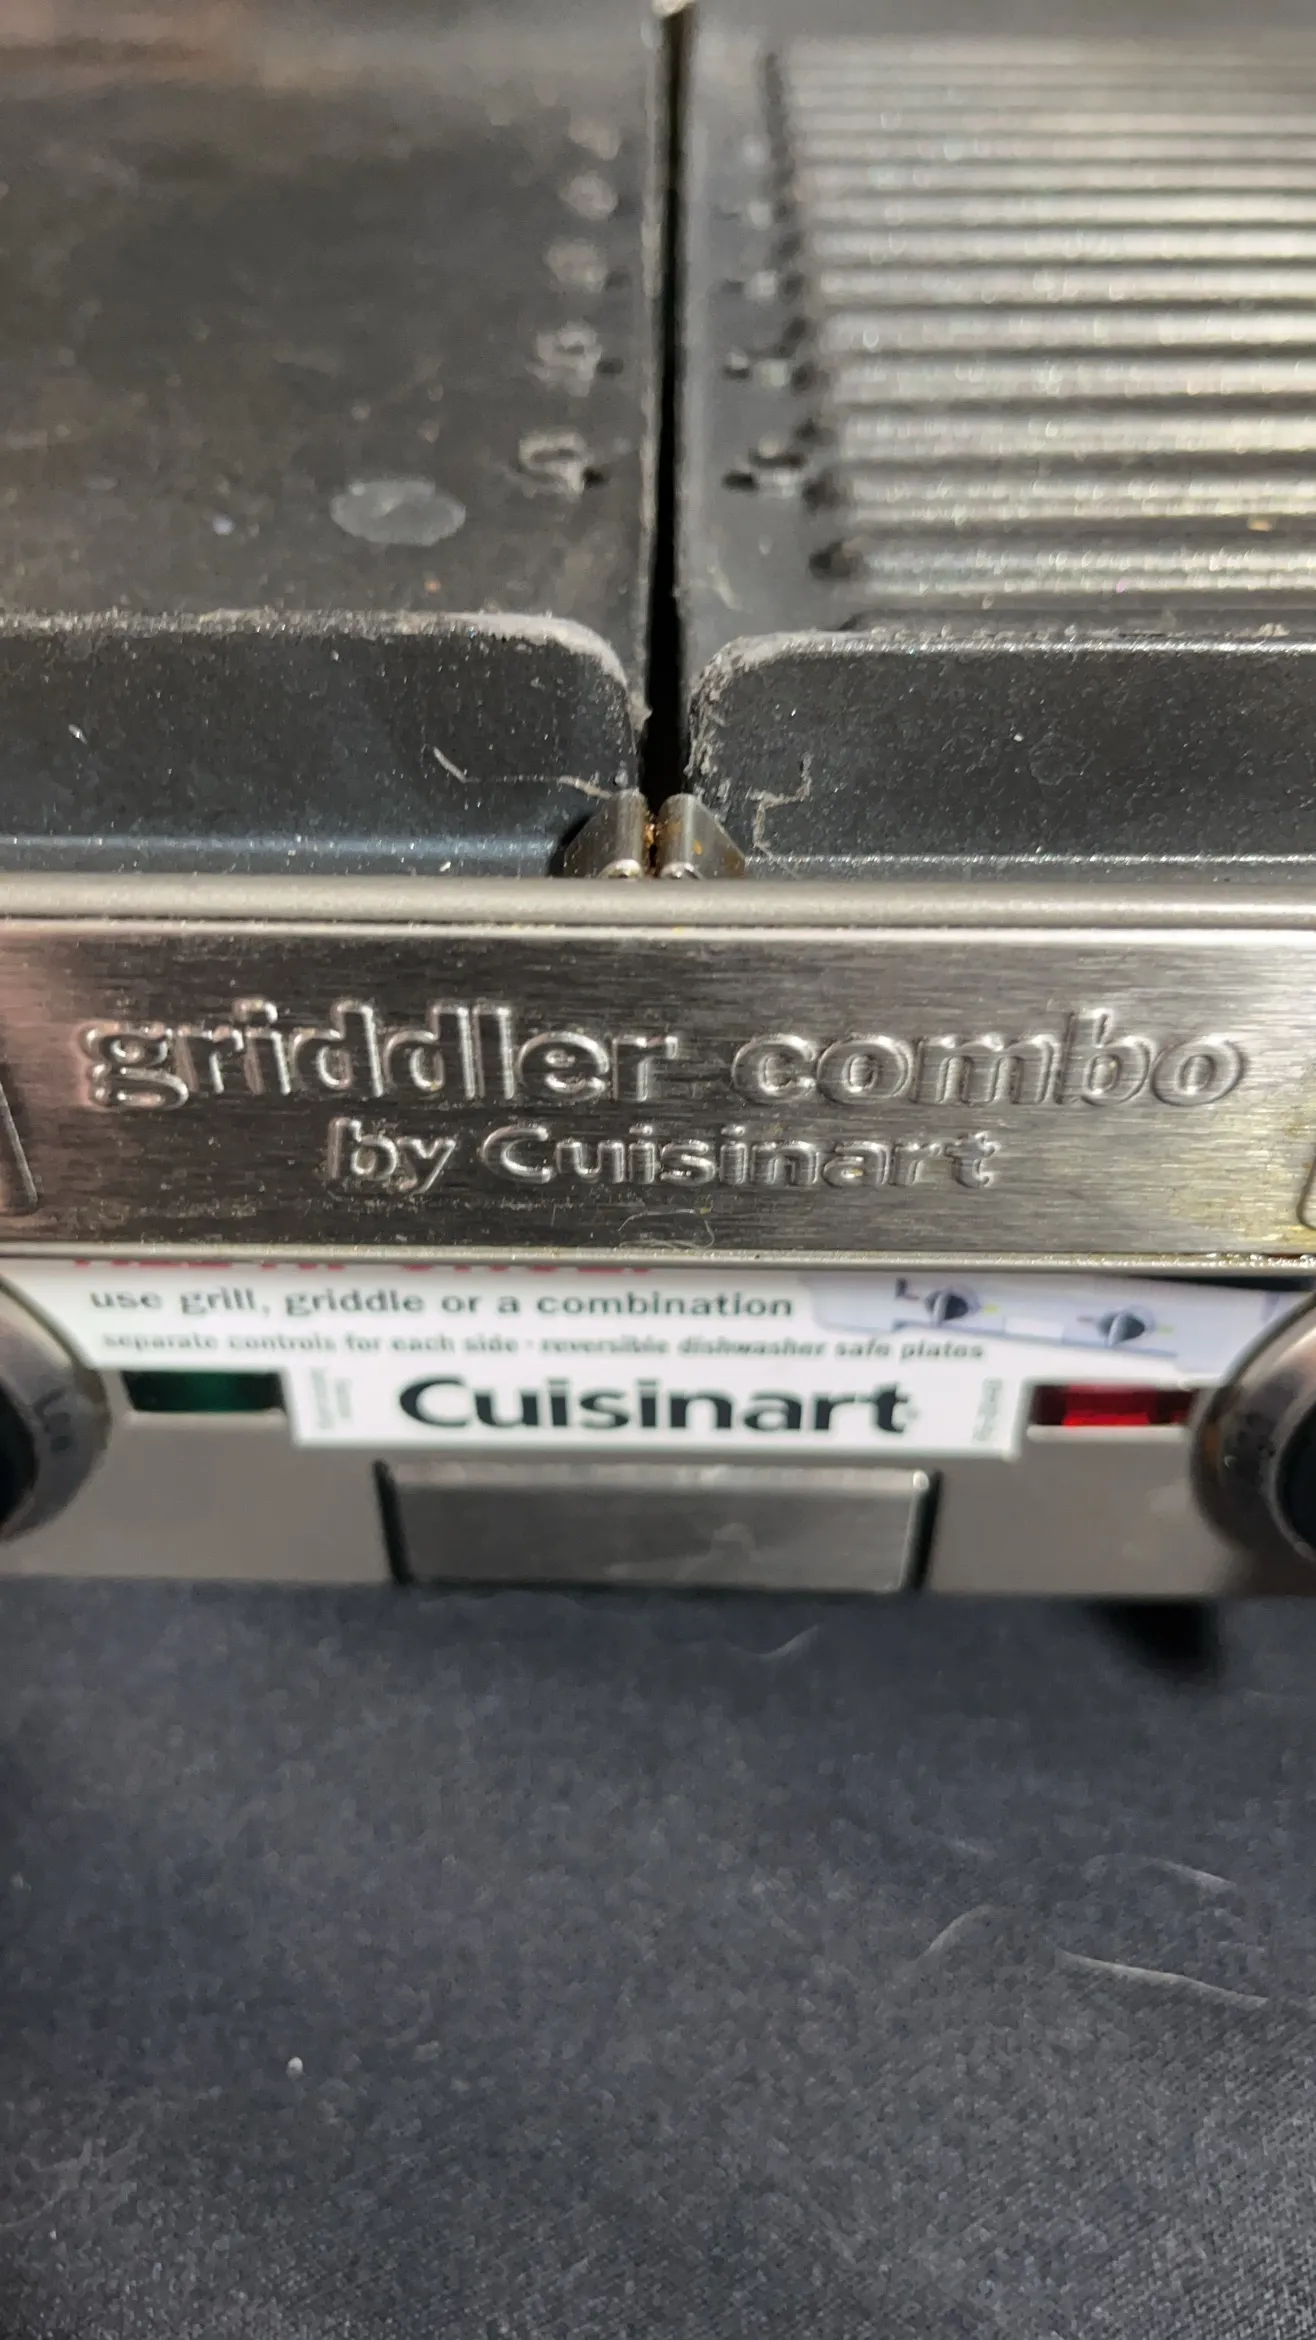 griddler combo
by Cuisinart
use grill, griddle or a combination
separate controls for each side · reversible dishwasher safe plates
Cuisinart